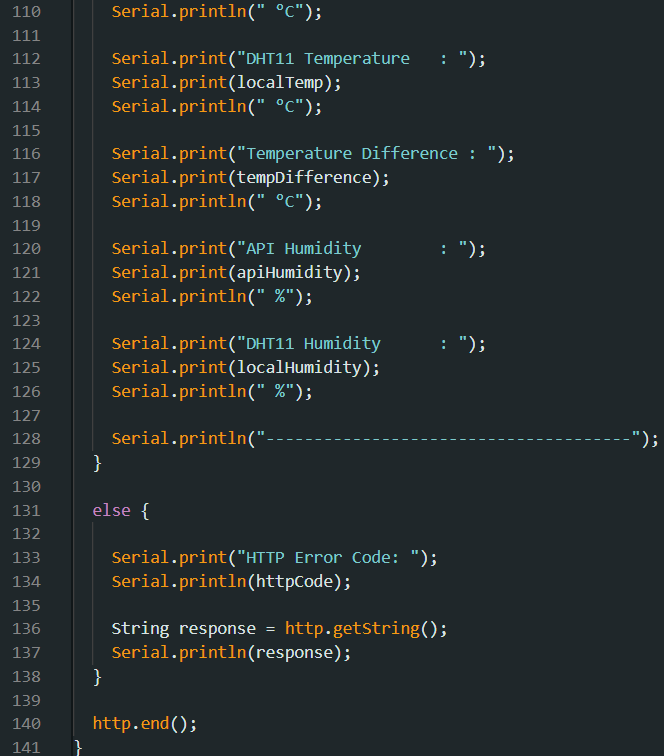 110 Serial.println(" °C");
111
112 Serial.print("DHT11 Temperature   : ");
113 Serial.print(localTemp);
114 Serial.println(" °C");
115
116 Serial.print("Temperature Difference : ");
117 Serial.print(tempDifference);
118 Serial.println(" °C");
119
120 Serial.print("API Humidity        : ");
121 Serial.print(apiHumidity);
122 Serial.println(" %");
123
124 Serial.print("DHT11 Humidity      : ");
125 Serial.print(localHumidity);
126 Serial.println(" %");
127
128 Serial.println("--------------------------------------");
129 }
130
131 else {
132
133 Serial.print("HTTP Error Code: ");
134 Serial.println(httpCode);
135
136 String response = http.getString();
137 Serial.println(response);
138 }
139
140 http.end();
141 }